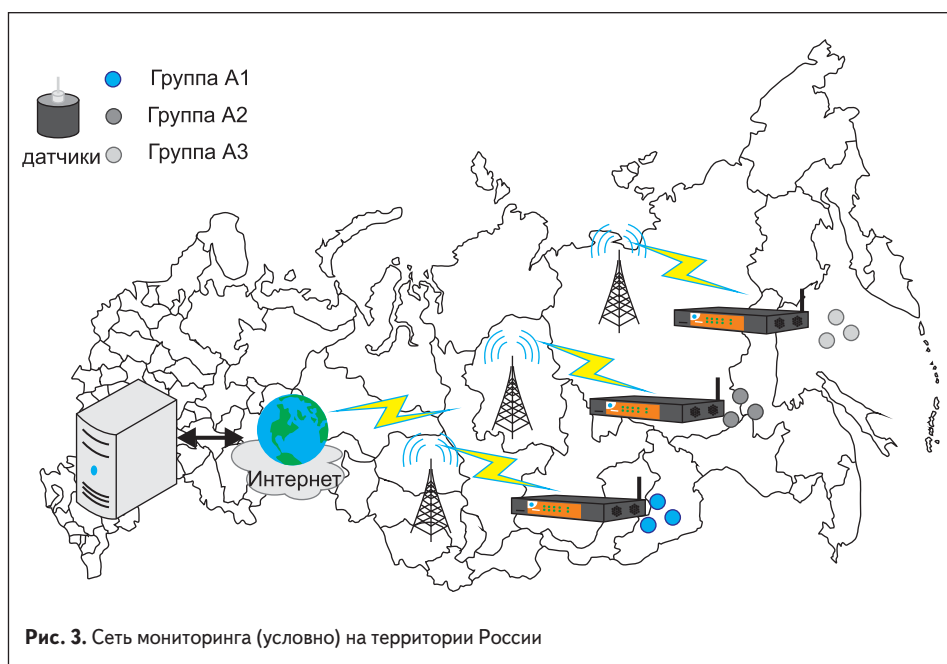 Группа А1
Группа А2
датчики
Группа А3
Интернет
Рис. 3. Сеть мониторинга (условно) на территории России